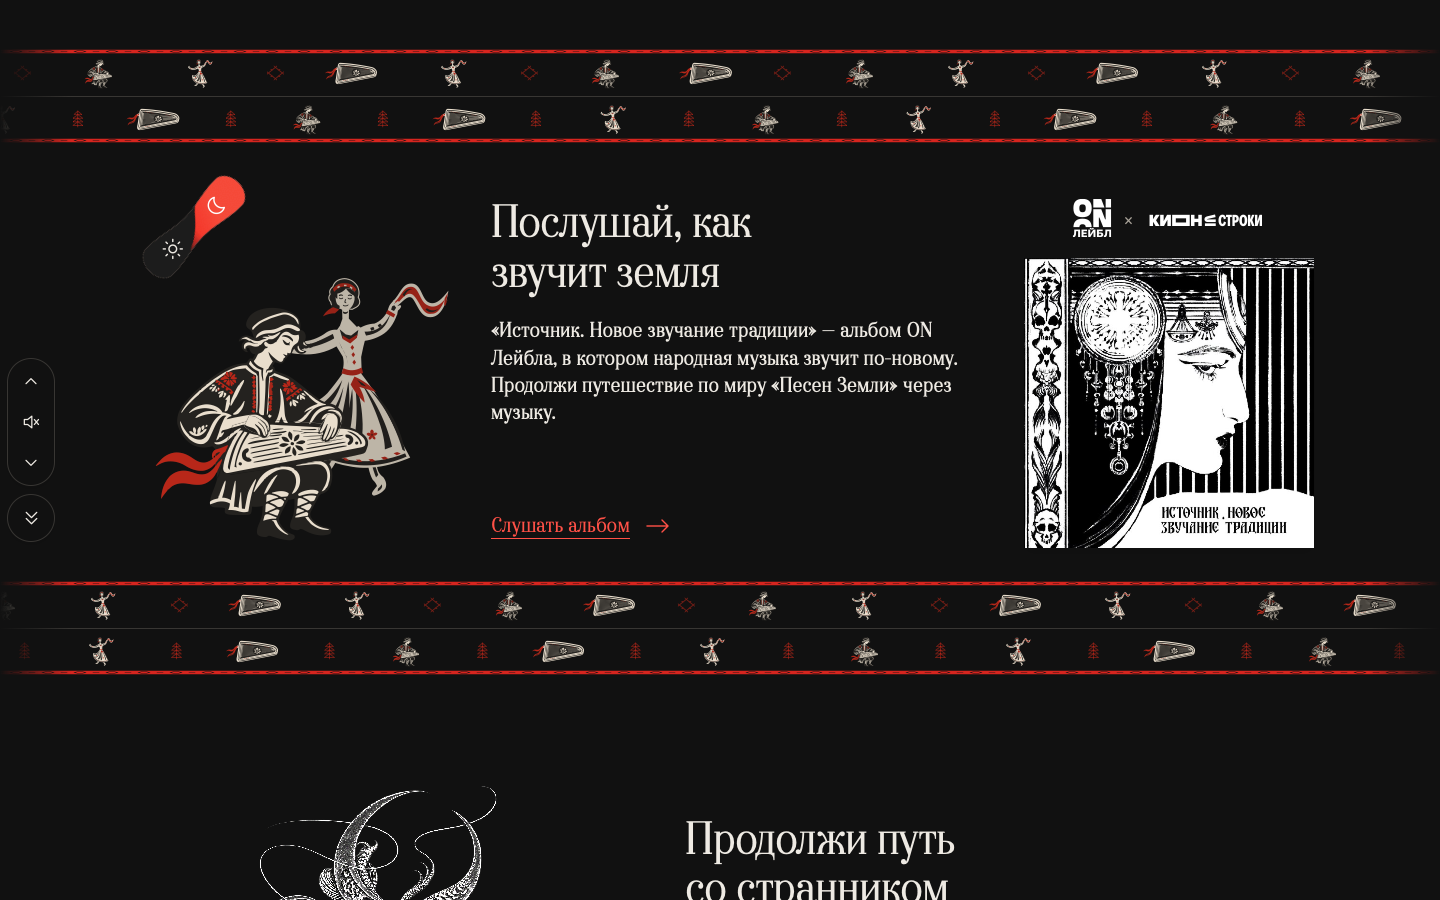 Послушай, как
звучит земля
«Источник. Новое звучание традиции» — альбом ON
Лейбла, в котором народная музыка звучит по-новому.
Продолжи путешествие по миру «Песен Земли» через
музыку.
Слушать альбом
ON
ON
ЛЕЙБЛ
× КИОН СТРОКИ
ИСТОЧНИК. НОВОЕ
ЗВУЧАНИЕ ТРАДИЦИИ
Продолжи путь
со странником